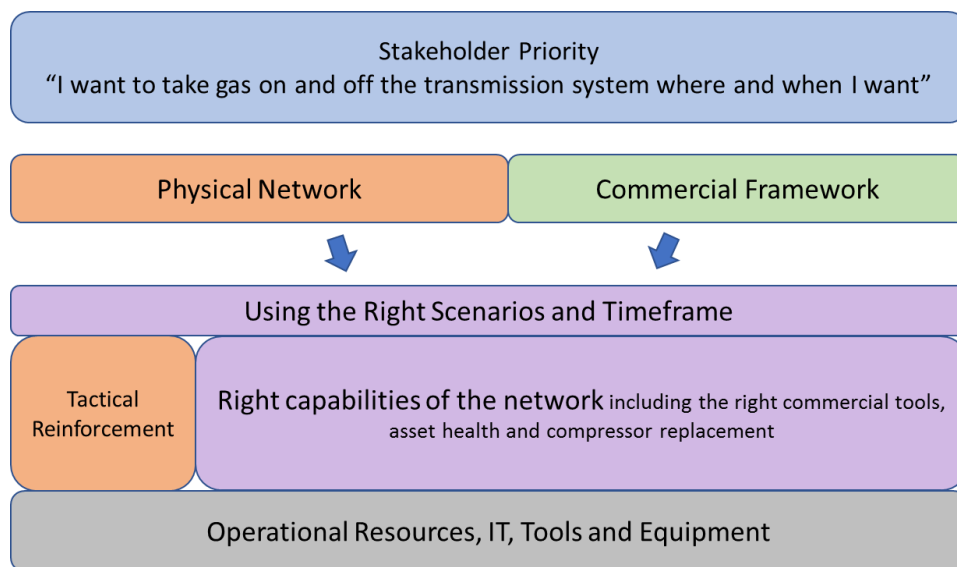 Stakeholder Priority
“I want to take gas on and off the transmission system where and when I want”
Physical Network
Commercial Framework
Using the Right Scenarios and Timeframe
Tactical
Reinforcement
Right capabilities of the network including the right commercial tools,
asset health and compressor replacement
Operational Resources, IT, Tools and Equipment